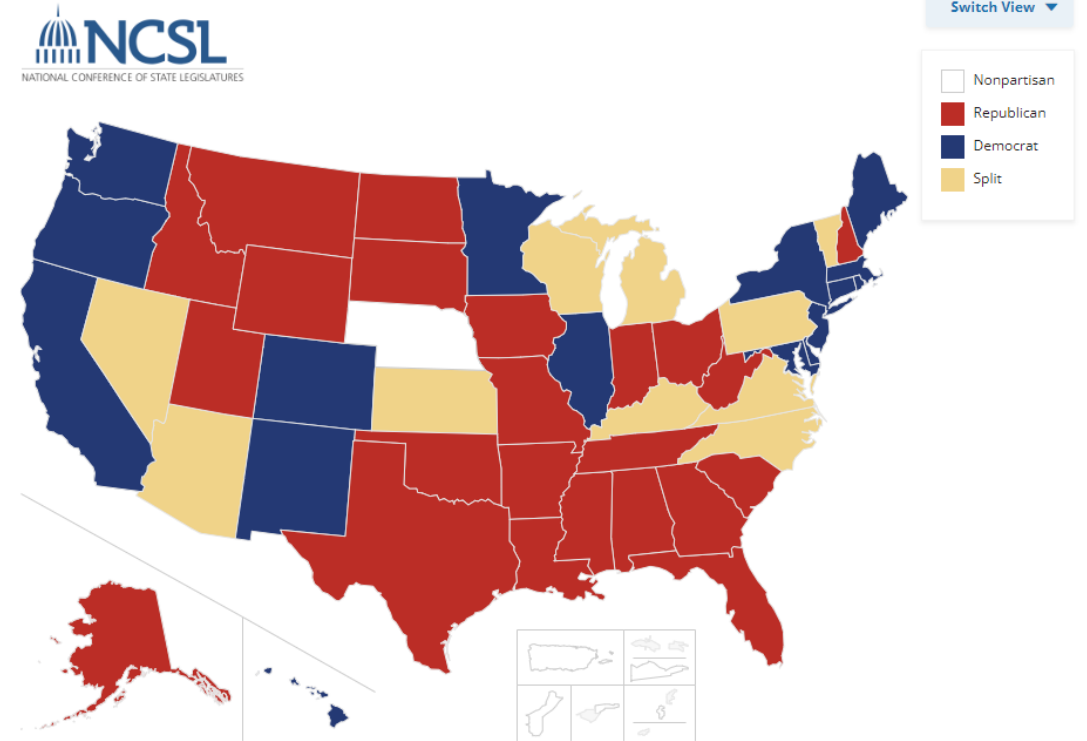 Switch View
NCSL
NATIONAL CONFERENCE OF STATE LEGISLATURES
Nonpartisan
Republican
Democrat
Split